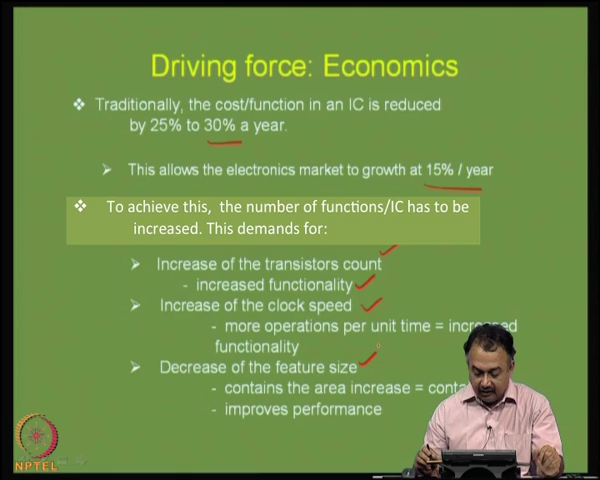 Driving force: Economics
❖ Traditionally, the cost/function in an IC is reduced
by 25% to 30% a year.
➢ This allows the electronics market to growth at 15% / year
❖ To achieve this, the number of functions/IC has to be
increased. This demands for:
➢ Increase of the transistors count
- increased functionality
➢ Increase of the clock speed
- more operations per unit time = increased
functionality
➢ Decrease of the feature size
- contains the area increase =
- improves performance
NPTEL